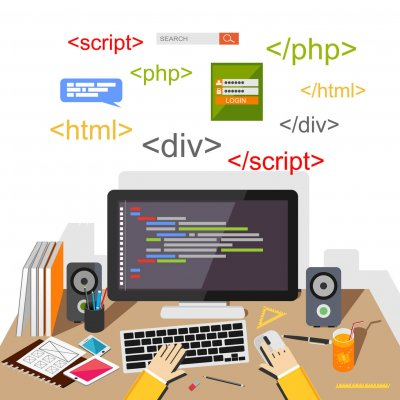 <script>
SEARCH
</php>
<php>
LOGIN
</html>
<html>
</div>
<div>
</script>